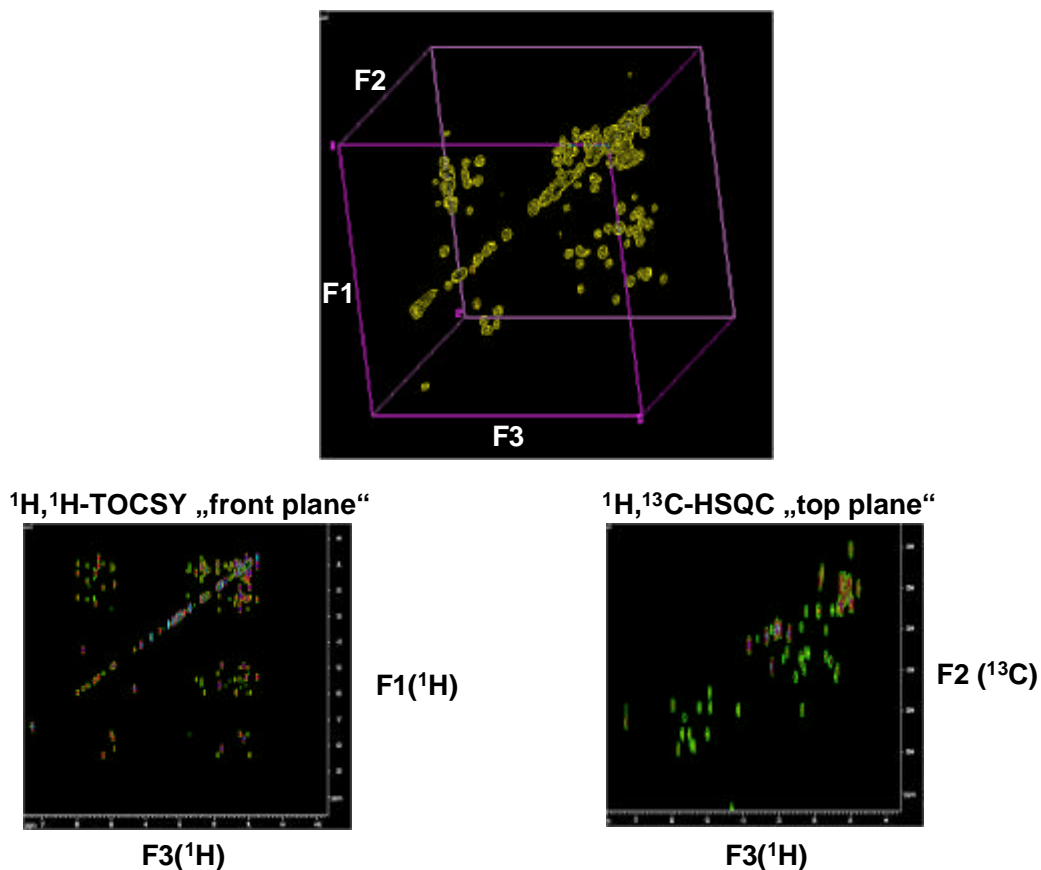 F2
F1
F3
¹H,¹H-TOCSY „front plane“
¹H,¹³C-HSQC „top plane“
F1(¹H)
F2 (¹³C)
F3(¹H)
F3(¹H)